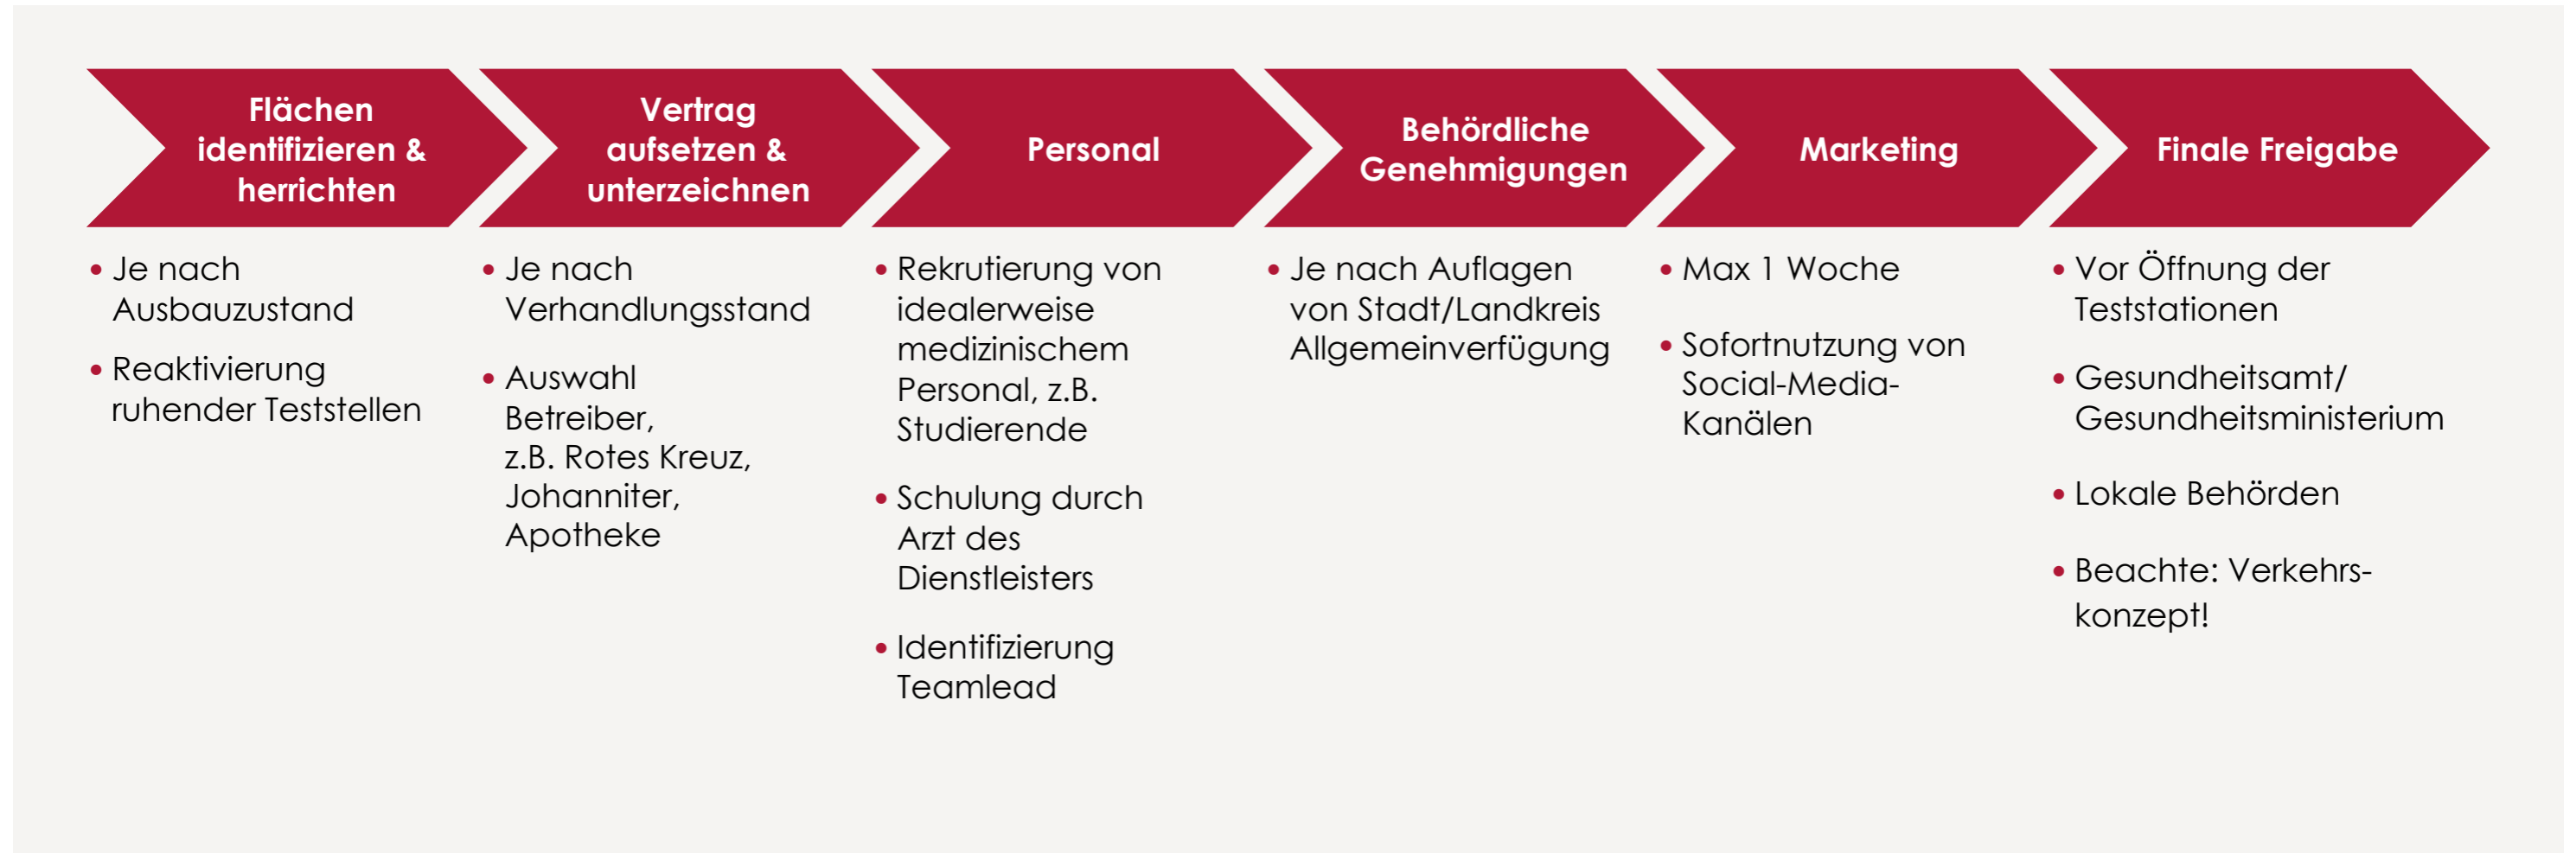 Flächen
identifizieren &
herrichten
• Je nach
Ausbauzustand
• Reaktivierung
ruhender Teststellen
Vertrag
aufsetzen &
unterzeichnen
• Je nach
Verhandlungsstand
• Auswahl
Betreiber,
z.B. Rotes Kreuz,
Johanniter,
Apotheke
Personal
• Rekrutierung von
idealerweise
medizinischem
Personal, z.B.
Studierende
• Schulung durch
Arzt des
Dienstleisters
• Identifizierung
Teamlead
Behördliche
Genehmigungen
• Je nach Auflagen
von Stadt/Landkreis
Allgemeinverfügung
Marketing
• Max 1 Woche
• Sofortnutzung von
Social-Media-
Kanälen
Finale Freigabe
• Vor Öffnung der
Teststationen
• Gesundheitsamt/
Gesundheitsministerium
• Lokale Behörden
• Beachte: Verkehrs-
konzept!